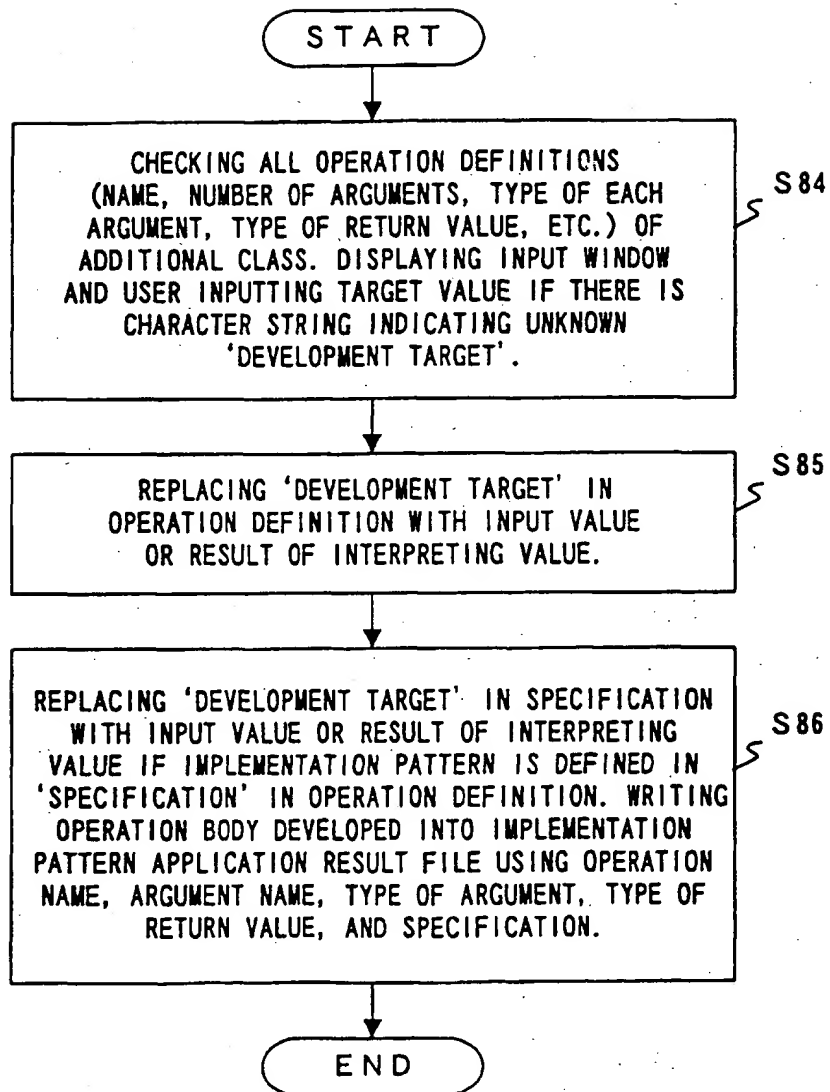 START
CHECKING ALL OPERATION DEFINITIONS
(NAME, NUMBER OF ARGUMENTS, TYPE OF EACH
ARGUMENT, TYPE OF RETURN VALUE, ETC.) OF
ADDITIONAL CLASS. DISPLAYING INPUT WINDOW
AND USER INPUTTING TARGET VALUE IF THERE IS
CHARACTER STRING INDICATING UNKNOWN
‘DEVELOPMENT TARGET’.
S84
REPLACING ‘DEVELOPMENT TARGET’ IN
OPERATION DEFINITION WITH INPUT VALUE
OR RESULT OF INTERPRETING VALUE.
S85
REPLACING ‘DEVELOPMENT TARGET’ IN SPECIFICATION
WITH INPUT VALUE OR RESULT OF INTERPRETING
VALUE IF IMPLEMENTATION PATTERN IS DEFINED IN
‘SPECIFICATION’ IN OPERATION DEFINITION. WRITING
OPERATION BODY DEVELOPED INTO IMPLEMENTATION
PATTERN APPLICATION RESULT FILE USING OPERATION
NAME, ARGUMENT NAME, TYPE OF ARGUMENT, TYPE OF
RETURN VALUE, AND SPECIFICATION.
S86
END